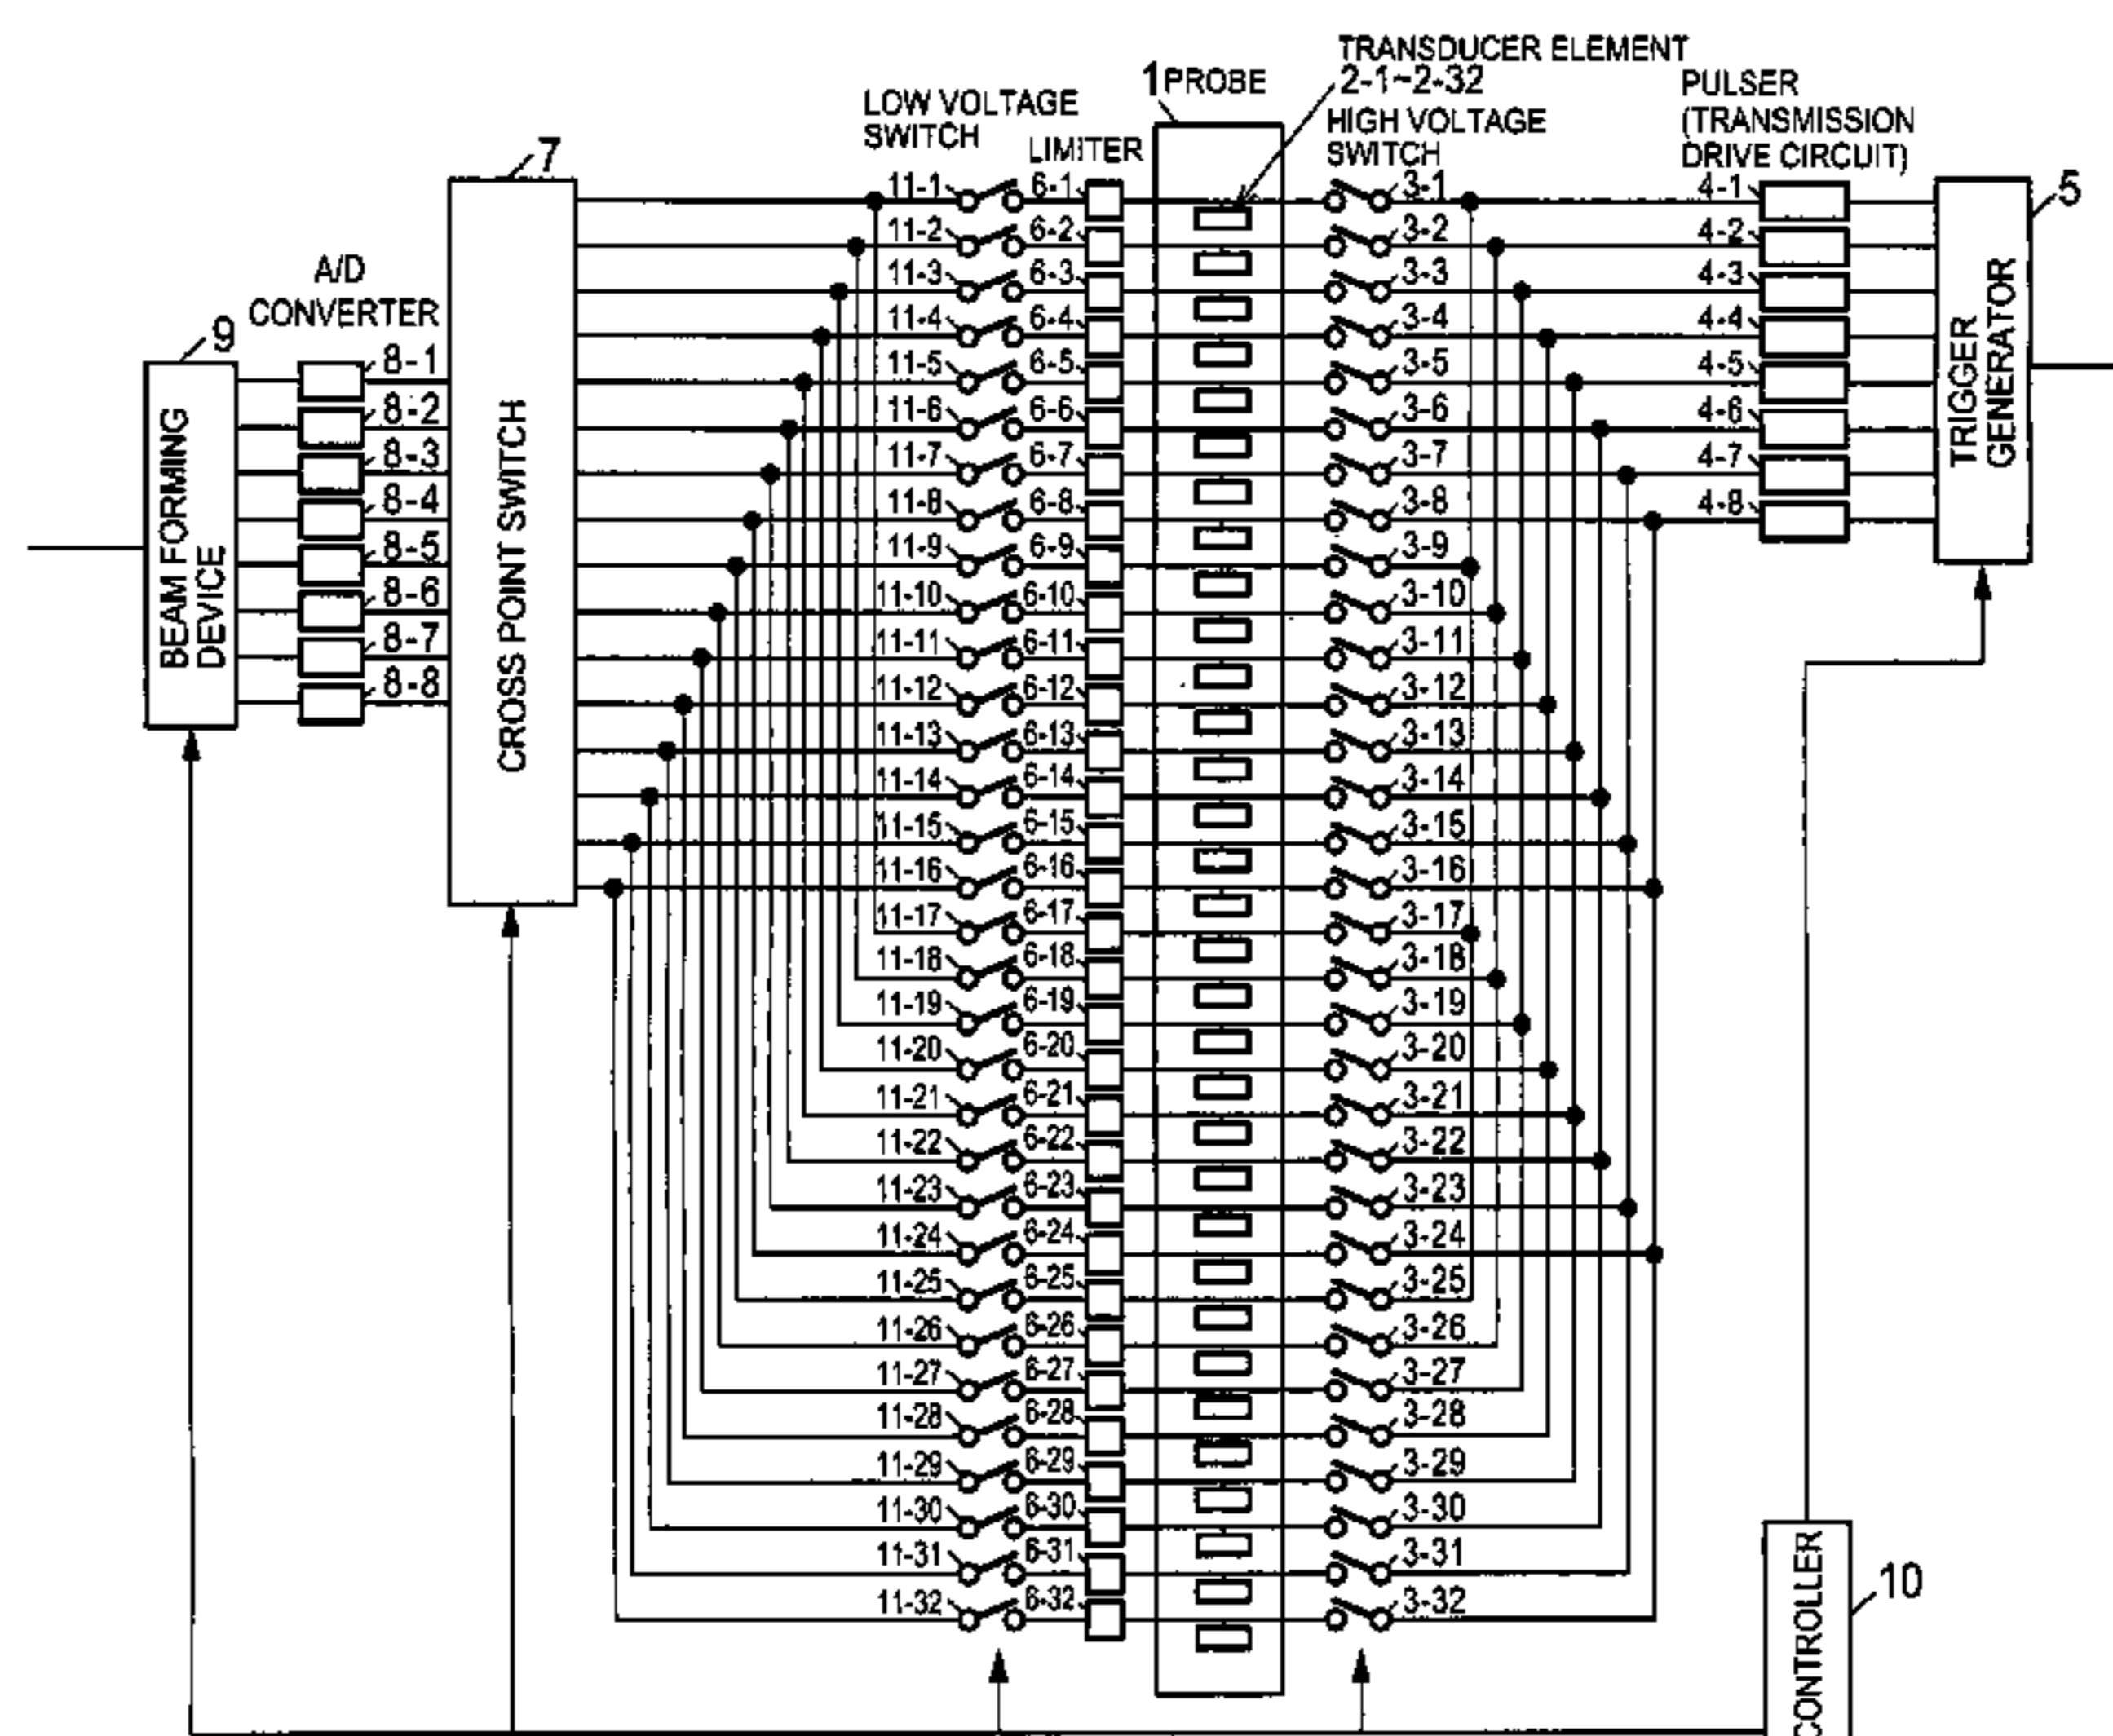 TRANSDUCER ELEMENT
2-1~2-32
1 PROBE
PULSER
(TRANSMISSION
DRIVE CIRCUIT)
LOW VOLTAGE
SWITCH
HIGH VOLTAGE
SWITCH
LIMITER
7
5
A/D
CONVERTER
9
11-1 6-1 3-1 4-1
11-2 6-2 3-2 4-2
11-3 6-3 3-3 4-3
11-4 6-4 3-4 4-4
8-1 11-5 6-5 3-5 4-5
8-2 11-6 6-6 3-6 4-6
8-3 11-7 6-7 3-7 4-7
8-4 11-8 6-8 3-8 4-8
8-5 11-9 6-9 3-9
8-6 11-10 6-10 3-10
8-7 11-11 6-11 3-11
8-8 11-12 6-12 3-12
11-13 6-13 3-13
11-14 6-14 3-14
11-15 6-15 3-15
11-16 6-16 3-16
11-17 6-17 3-17
11-18 6-18 3-18
11-19 6-19 3-19
11-20 6-20 3-20
11-21 6-21 3-21
11-22 6-22 3-22
11-23 6-23 3-23
11-24 6-24 3-24
11-25 6-25 3-25
11-26 6-26 3-26
11-27 6-27 3-27
11-28 6-28 3-28
11-29 6-29 3-29
11-30 6-30 3-30
11-31 6-31 3-31
11-32 6-32 3-32
BEAM FORMING
DEVICE
CROSS POINT SWITCH
TRIGGER
GENERATOR
CONTROLLER
10